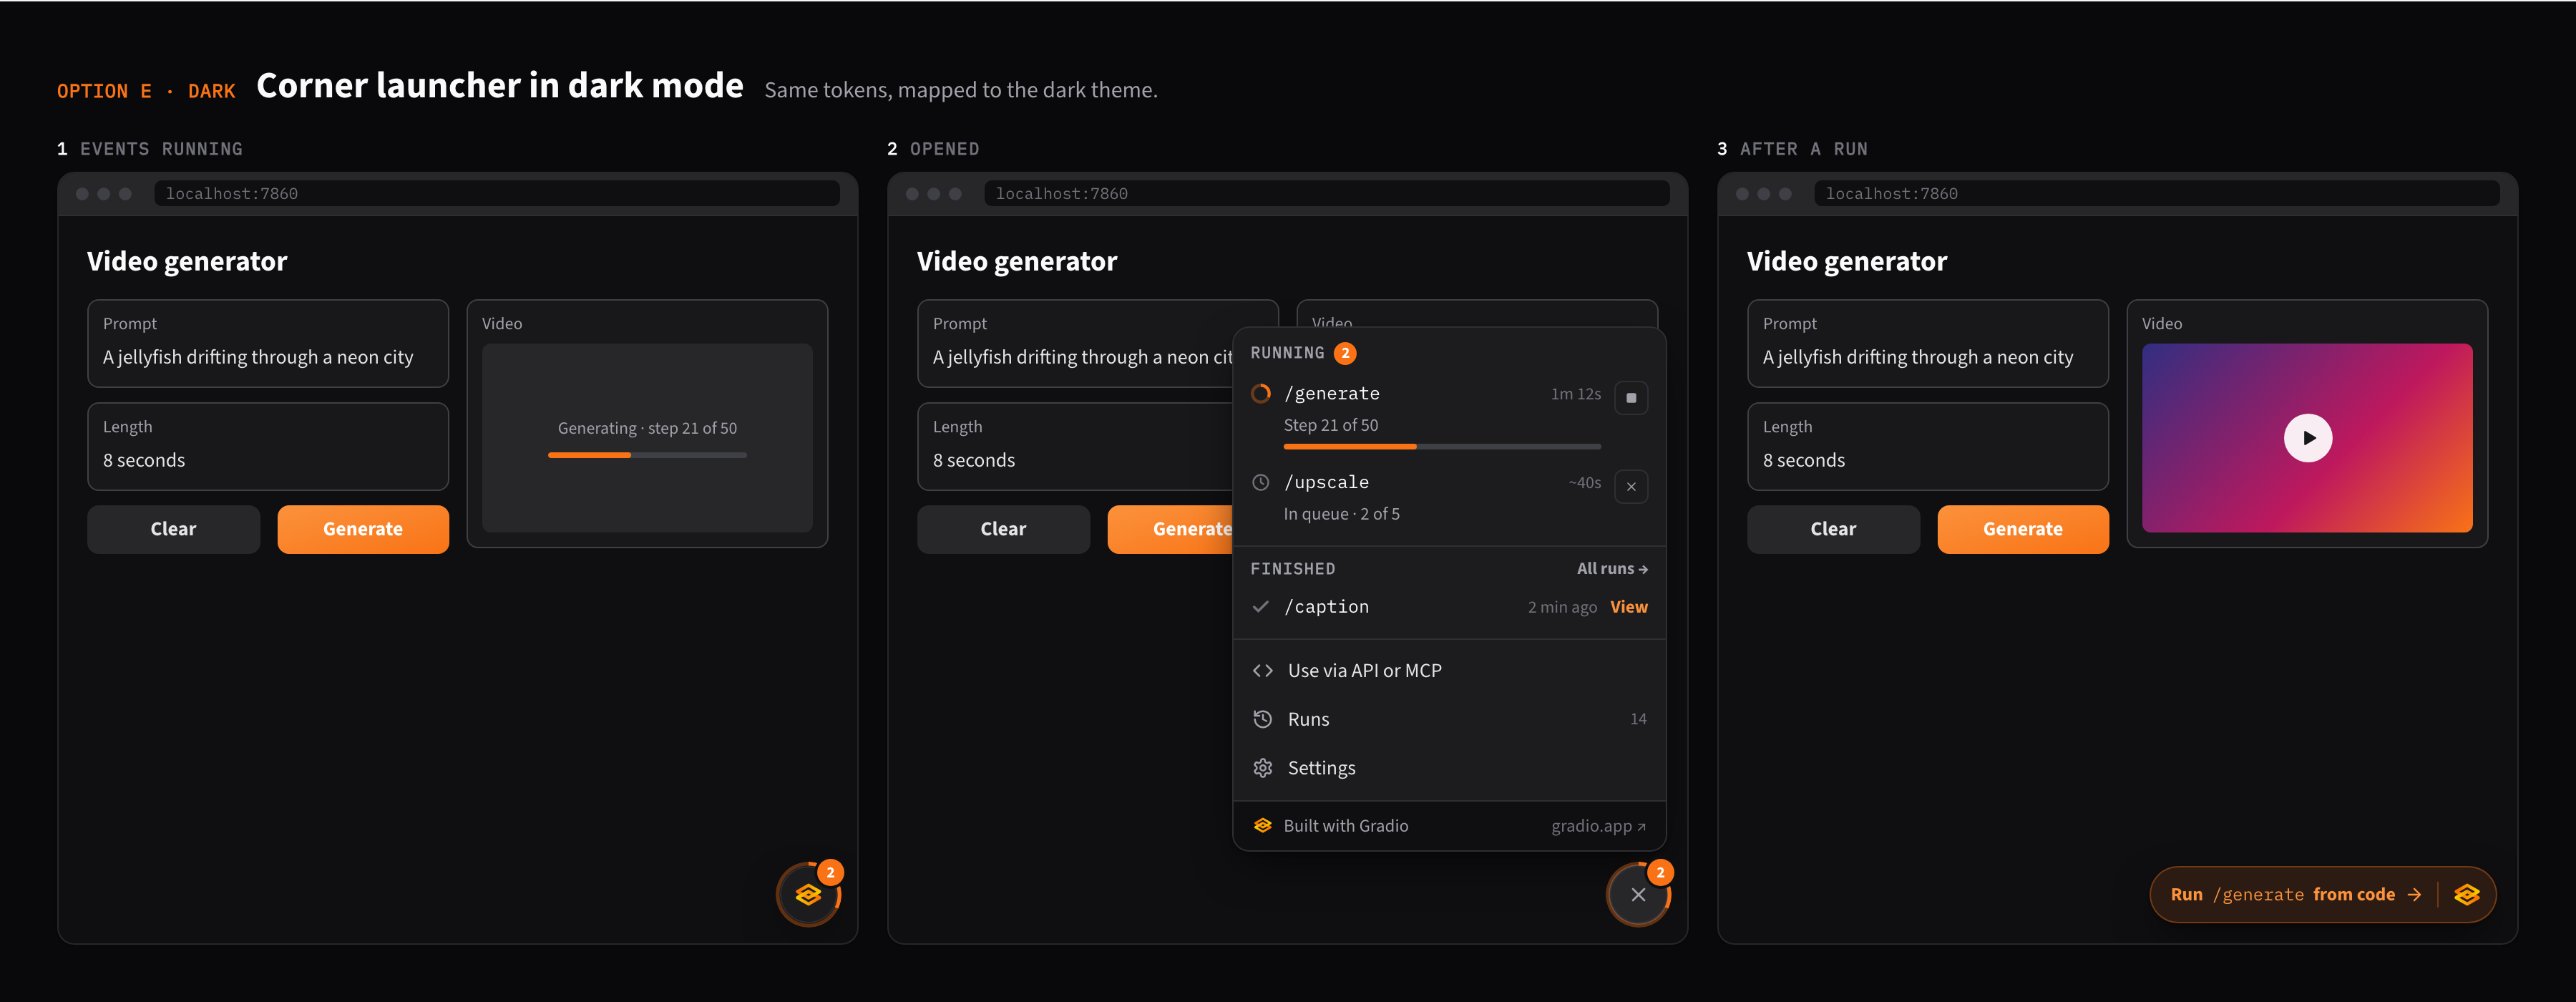 OPTION E · DARK Corner launcher in dark mode Same tokens, mapped to the dark theme.
1 EVENTS RUNNING
localhost:7860
Video generator
Prompt
A jellyfish drifting through a neon city
Length
8 seconds
Clear
Generate
Video
Generating · step 21 of 50
2
2 OPENED
localhost:7860
Video generator
Prompt
A jellyfish drifting through a neon cit
Length
8 seconds
Clear
Generate
Video
RUNNING 2
/generate 1m 12s
Step 21 of 50
/upscale ~40s
In queue · 2 of 5
FINISHED All runs →
/caption 2 min ago View
Use via API or MCP
Runs 14
Settings
Built with Gradio gradio.app ↗
2
3 AFTER A RUN
localhost:7860
Video generator
Prompt
A jellyfish drifting through a neon city
Length
8 seconds
Clear
Generate
Video
Run /generate from code →